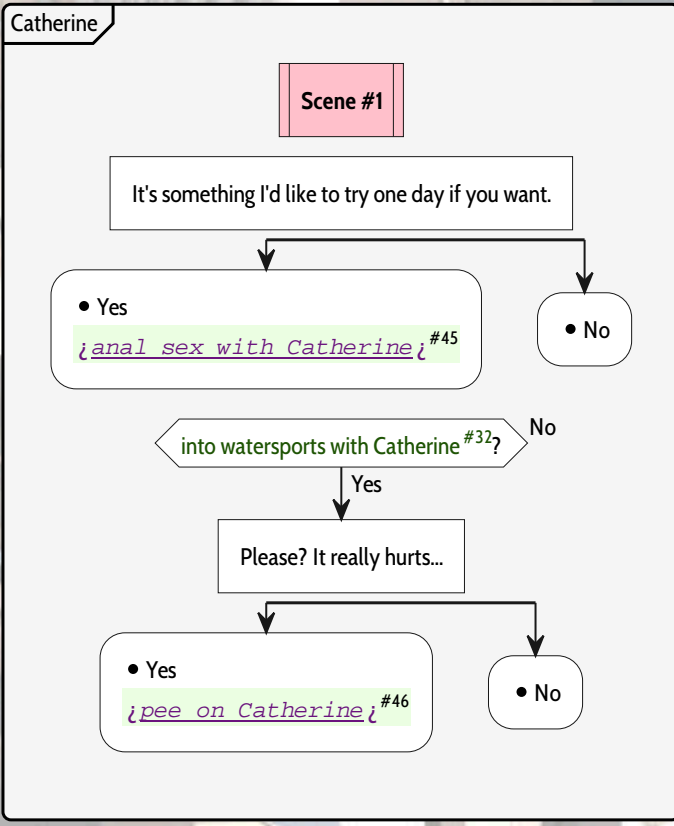 Catherine
Scene #1
It's something I'd like to try one day if you want.
• Yes
¿anal sex with Catherine¿ #45
• No
into watersports with Catherine #32?
No
Yes
Please? It really hurts...
• Yes
¿pee on Catherine¿ #46
• No